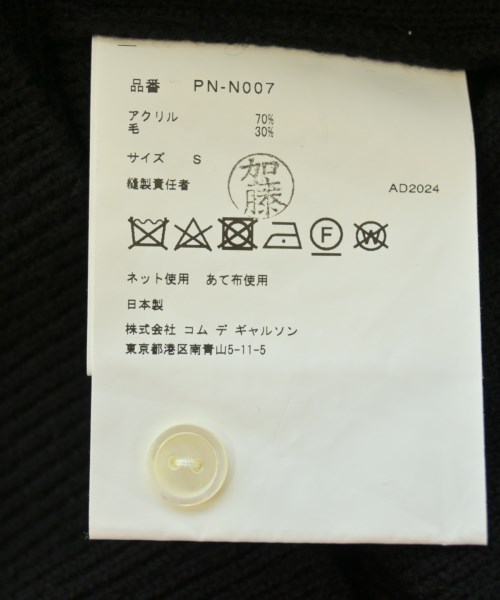 品番 PN-N007
アクリル 70%
毛 30%
サイズ S
縫製責任者 加藤
AD2024
F
W
ネット使用 あて布使用
日本製
株式会社 コム デ ギャルソン
東京都港区南青山5-11-5